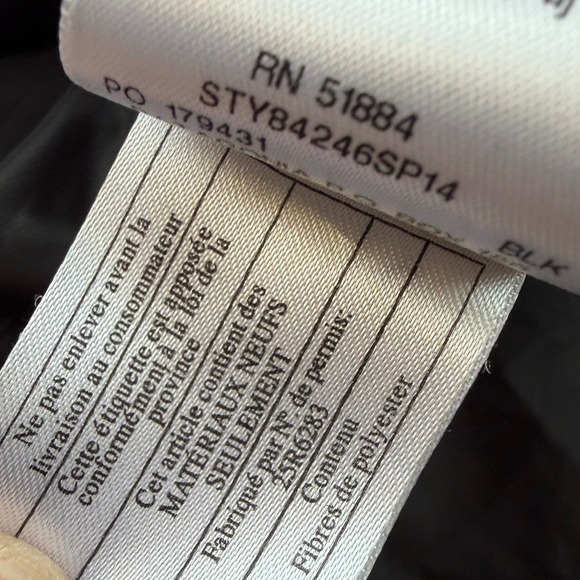 RN 51884
STY84246SP14
PO 179431
BLK
P.O. BOX
Ne pas enlever avant la
livraison au consommateur
Cette étiquette est apposée
conformément à la loi de la
province
Cet article contient des
MATÉRIAUX NEUFS
SEULEMENT
Fabriqué par Nº. de permis:
25R6283
Contenu
Fibres de polyester